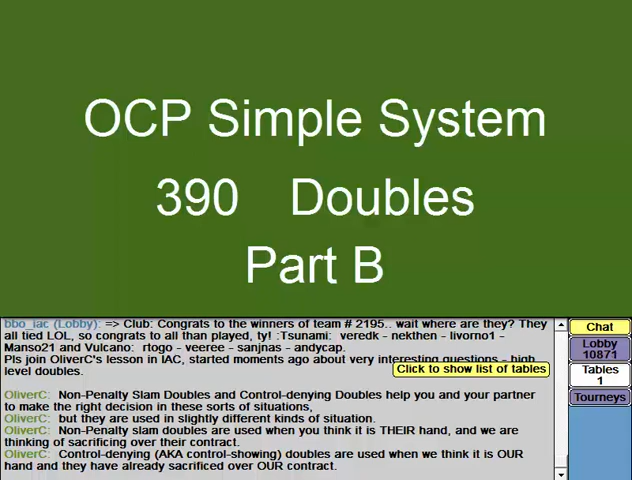 OCP Simple System
390 Doubles
Part B
bbo_iac (Lobby): => Club: Congrats to the winners of team # 2195.. wait where are they? They
all tied LOL, so congrats to all than played, ty! :Tsunami: veredk - nekthen - livorno1 -
Manso21 and Vulcano: rtogo - veeree - sanjnas - andycap.
Pls join OliverC's lesson in IAC, started moments ago about very interesting questions - high
level doubles.
Click to show list of tables
OliverC: Non-Penalty Slam Doubles and Control-denying Doubles help you and your partner
to make the right decision in these sorts of situations,
OliverC: but they are used in slightly different kinds of situation.
OliverC: Non-Penalty slam doubles are used when you think it is THEIR hand, and we are
thinking of sacrificing over their contract.
OliverC: Control-denying (AKA control-showing) doubles are used when we think it is OUR
hand and they have already sacrificed over OUR contract.
Chat
Lobby
10871
Tables
1
Tourneys